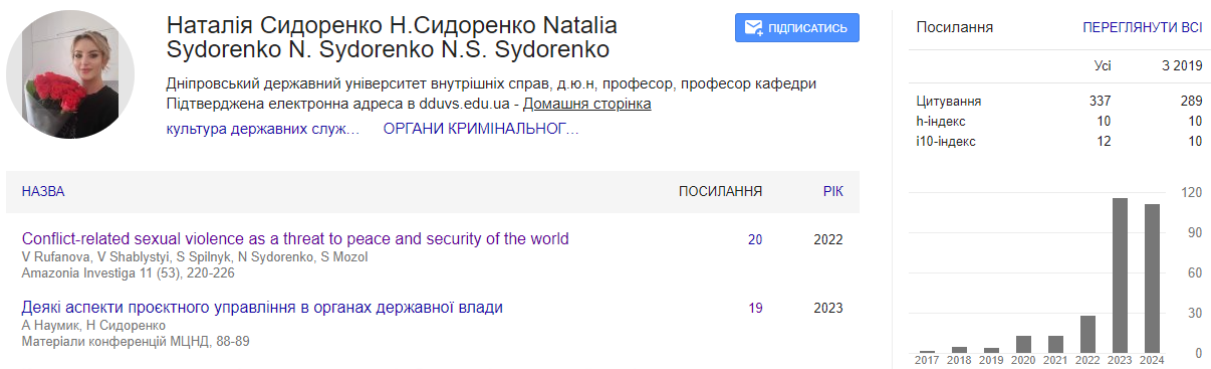 Наталія Сидоренко Н.Сидоренко Natalia
Sydorenko N. Sydorenko N.S. Sydorenko
ПІДПИСАТИСЬ
Дніпровський державний університет внутрішніх справ, д.ю.н, професор, професор кафедри
Підтверджена електронна адреса в dduvs.edu.ua - Домашня сторінка
культура державних служ... ОРГАНИ КРИМІНАЛЬНОГ...
НАЗВА ПОСИЛАННЯ РІК
Conflict-related sexual violence as a threat to peace and security of the world 20 2022
V Rufanova, V Shablystyi, S Spilnyk, N Sydorenko, S Mozol
Amazonia Investiga 11 (53), 220-226
Деякі аспекти проєктного управління в органах державної влади 19 2023
А Наумик, Н Сидоренко
Матеріали конференцій МЦНД, 88-89
Посилання ПЕРЕГЛЯНУТИ ВСІ
Усі З 2019
Цитування 337 289
h-індекс 10 10
і10-індекс 12 10
120
90
60
30
0
2017 2018 2019 2020 2021 2022 2023 2024